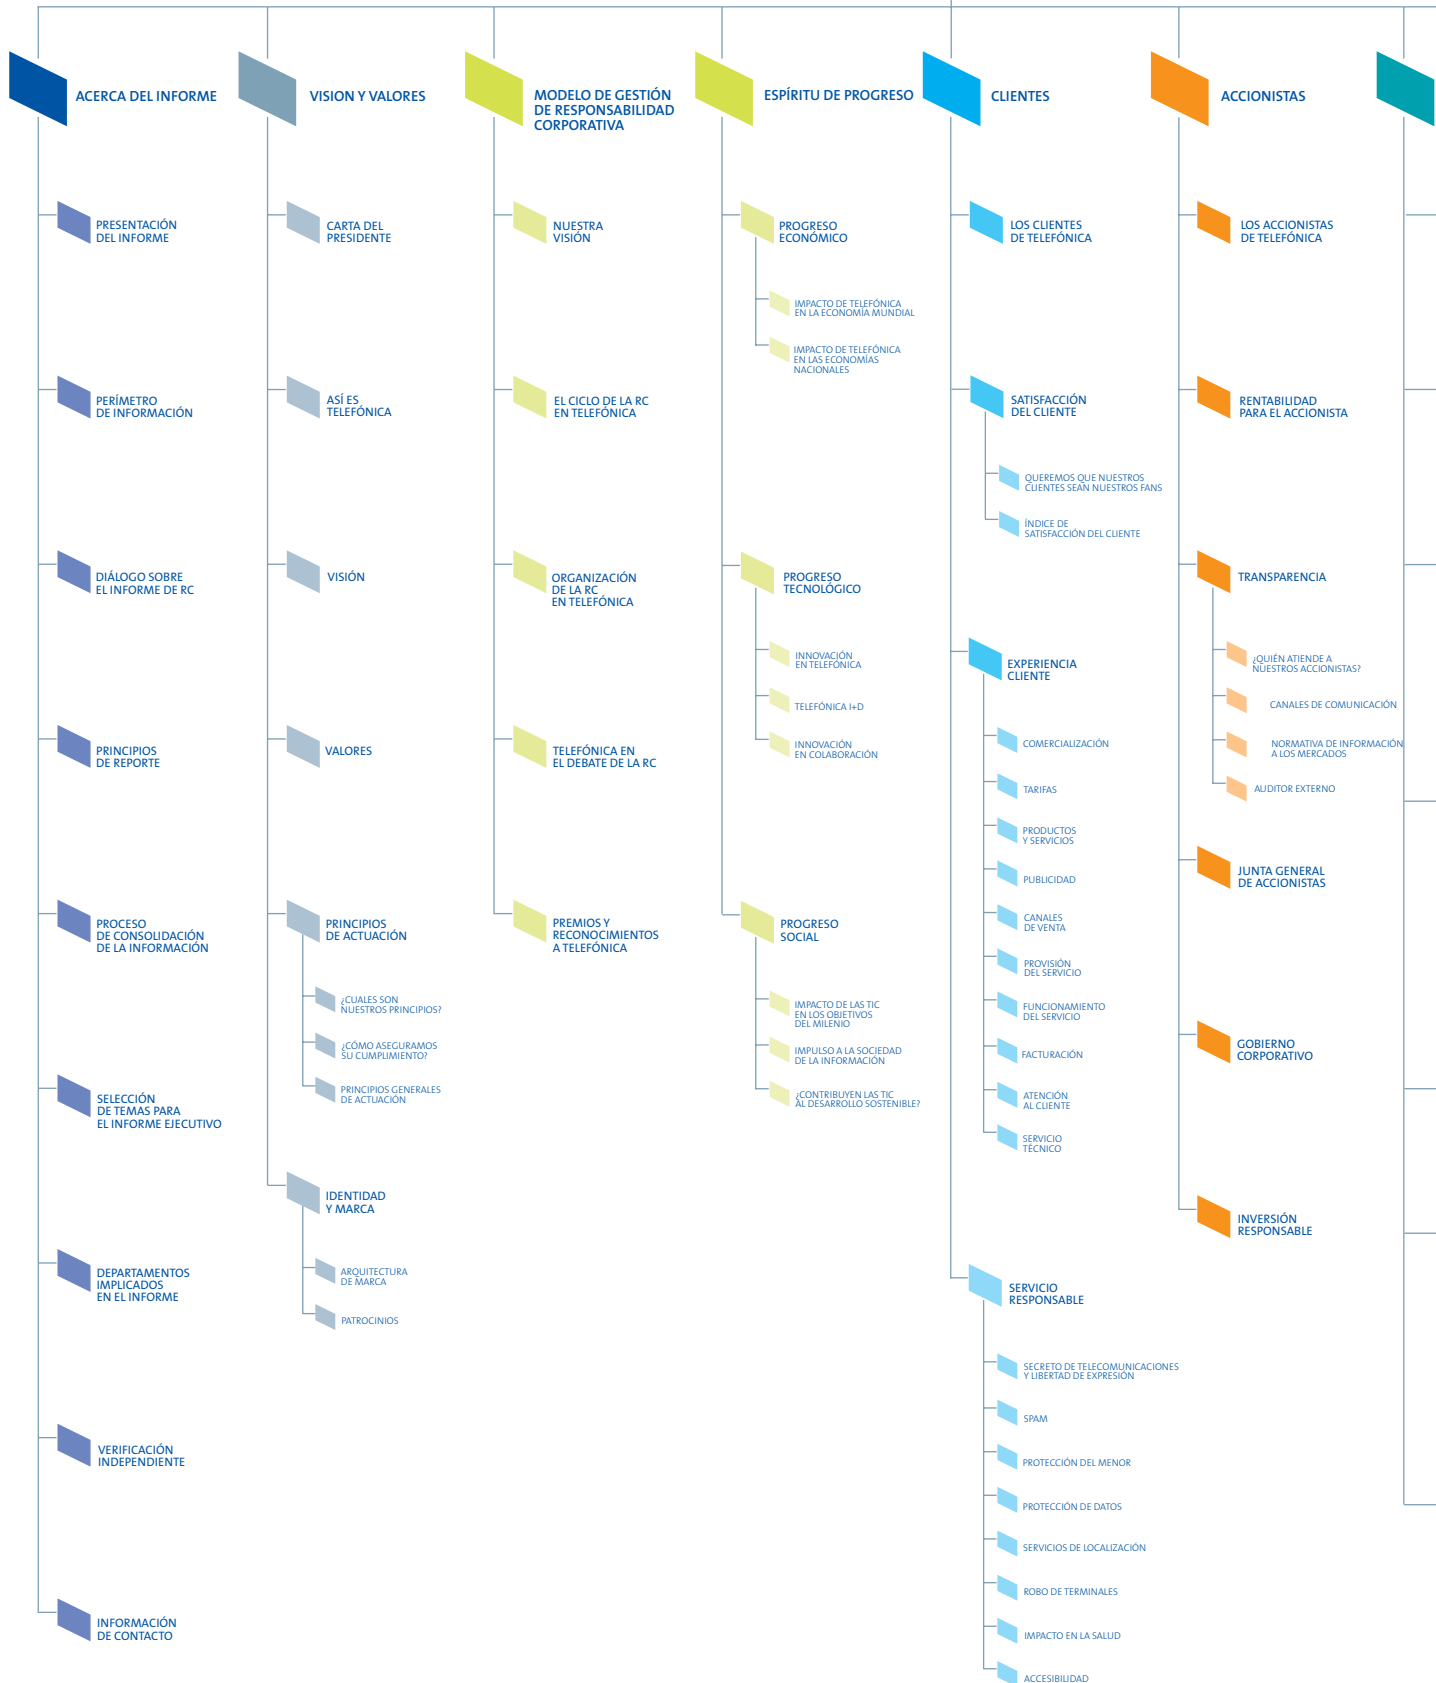 ACERCA DEL INFORME
PRESENTACIÓN
DEL INFORME
PERÍMETRO
DE INFORMACIÓN
DIÁLOGO SOBRE
EL INFORME DE RC
PRINCIPIOS
DE REPORTE
PROCESO
DE CONSOLIDACIÓN
DE LA INFORMACIÓN
SELECCIÓN
DE TEMAS PARA
EL INFORME EJECUTIVO
DEPARTAMENTOS
IMPLICADOS
EN EL INFORME
VERIFICACIÓN
INDEPENDIENTE
INFORMACIÓN
DE CONTACTO
VISION Y VALORES
CARTA DEL
PRESIDENTE
ASÍ ES
TELEFÓNICA
VISIÓN
VALORES
PRINCIPIOS
DE ACTUACIÓN
¿CUALES SON
NUESTROS PRINCIPIOS?
¿CÓMO ASEGURAMOS
SU CUMPLIMIENTO?
PRINCIPIOS GENERALES
DE ACTUACIÓN
IDENTIDAD
Y MARCA
ARQUITECTURA
DE MARCA
PATROCINIOS
MODELO DE GESTIÓN
DE RESPONSABILIDAD
CORPORATIVA
NUESTRA
VISIÓN
EL CICLO DE LA RC
EN TELEFÓNICA
ORGANIZACIÓN
DE LA RC
EN TELEFÓNICA
TELEFÓNICA EN
EL DEBATE DE LA RC
PREMIOS Y
RECONOCIMIENTOS
A TELEFÓNICA
ESPÍRITU DE PROGRESO
PROGRESO
ECONÓMICO
IMPACTO DE TELEFÓNICA
EN LA ECONOMÍA MUNDIAL
IMPACTO DE TELEFÓNICA
EN LAS ECONOMÍAS
NACIONALES
PROGRESO
TECNOLÓGICO
INNOVACIÓN
EN TELEFÓNICA
TELEFÓNICA I+D
INNOVACIÓN
EN COLABORACIÓN
PROGRESO
SOCIAL
IMPACTO DE LAS TIC
EN LOS OBJETIVOS
DEL MILENIO
IMPULSO A LA SOCIEDAD
DE LA INFORMACIÓN
¿CONTRIBUYEN LAS TIC
AL DESARROLLO SOSTENIBLE?
CLIENTES
LOS CLIENTES
DE TELEFÓNICA
SATISFACCIÓN
DEL CLIENTE
QUEREMOS QUE NUESTROS
CLIENTES SEAN NUESTROS FANS
ÍNDICE DE
SATISFACCIÓN DEL CLIENTE
EXPERIENCIA
CLIENTE
COMERCIALIZACIÓN
TARIFAS
PRODUCTOS
Y SERVICIOS
PUBLICIDAD
CANALES
DE VENTA
PROVISIÓN
DEL SERVICIO
FUNCIONAMIENTO
DEL SERVICIO
FACTURACIÓN
ATENCIÓN
AL CLIENTE
SERVICIO
TÉCNICO
SERVICIO
RESPONSABLE
SECRETO DE TELECOMUNICACIONES
Y LIBERTAD DE EXPRESIÓN
SPAM
PROTECCIÓN DEL MENOR
PROTECCIÓN DE DATOS
SERVICIOS DE LOCALIZACIÓN
ROBO DE TERMINALES
IMPACTO EN LA SALUD
ACCESIBILIDAD
ACCIONISTAS
LOS ACCIONISTAS
DE TELEFÓNICA
RENTABILIDAD
PARA EL ACCIONISTA
TRANSPARENCIA
¿QUIÉN ATIENDE A
NUESTROS ACCIONISTAS?
CANALES DE COMUNICACIÓN
NORMATIVA DE INFORMACIÓN
A LOS MERCADOS
AUDITOR EXTERNO
JUNTA GENERAL
DE ACCIONISTAS
GOBIERNO
CORPORATIVO
INVERSIÓN
RESPONSABLE